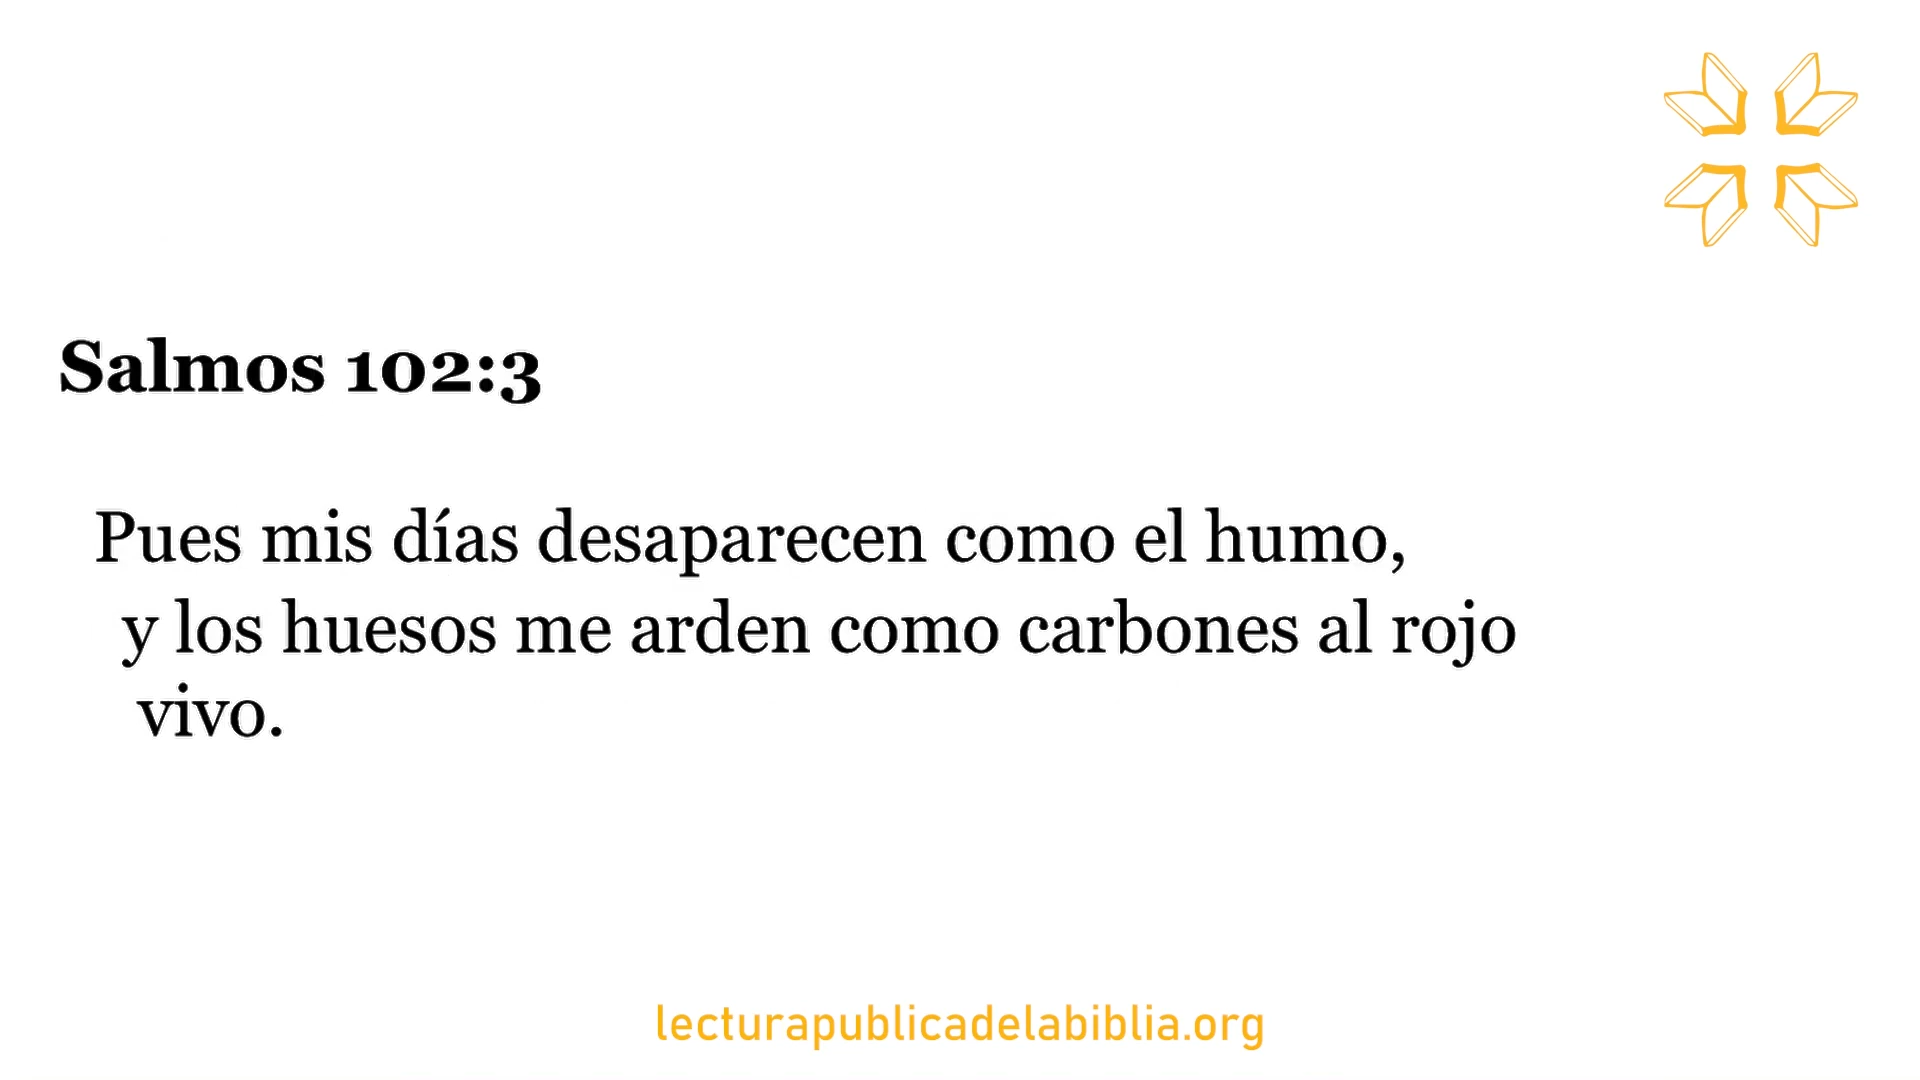 Salmos 102:3
Pues mis días desaparecen como el humo,
y los huesos me arden como carbones al rojo
vivo.
lecturapublicadelabiblia.org